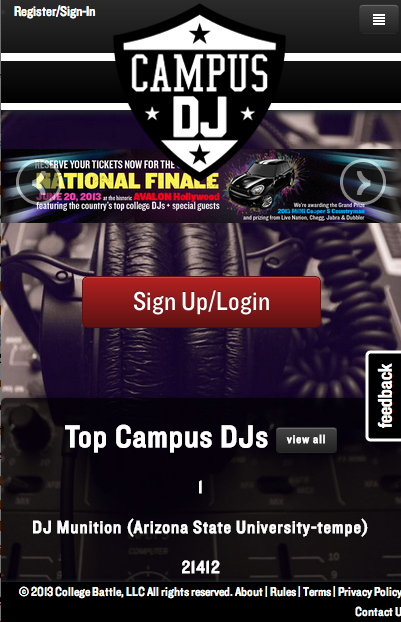 Register/Sign-In
CAMPUS
DJ
RESERVE YOUR TICKETS NOW FOR THE
NATIONAL FINALE
JUNE 20, 2013 at the historic AVALON Hollywood
featuring the country's top college DJs + special guests
We're awarding the Grand Prize
2013 MINI Cooper S Countryman
and prizing from Live Nation, Chegg, Jabra & Dubbler
Sign Up/Login
feedback
Top Campus DJs view all
1
DJ Munition (Arizona State University-tempe)
21412
© 2013 College Battle, LLC All rights reserved. About | Rules | Terms | Privacy Policy
Contact U